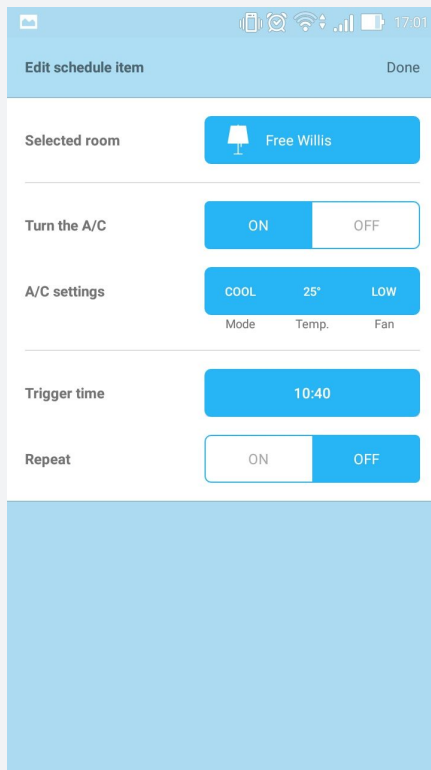 17:01
Edit schedule item Done
Selected room Free Willis
Turn the A/C ON OFF
A/C settings COOL 25° LOW
Mode Temp. Fan
Trigger time 10:40
Repeat ON OFF